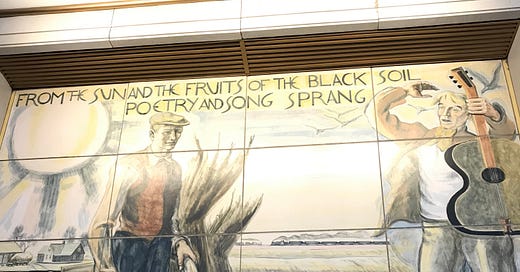 FROM THE SUN AND THE FRUITS OF THE BLACK SOIL
POETRY AND SONG SPRANG